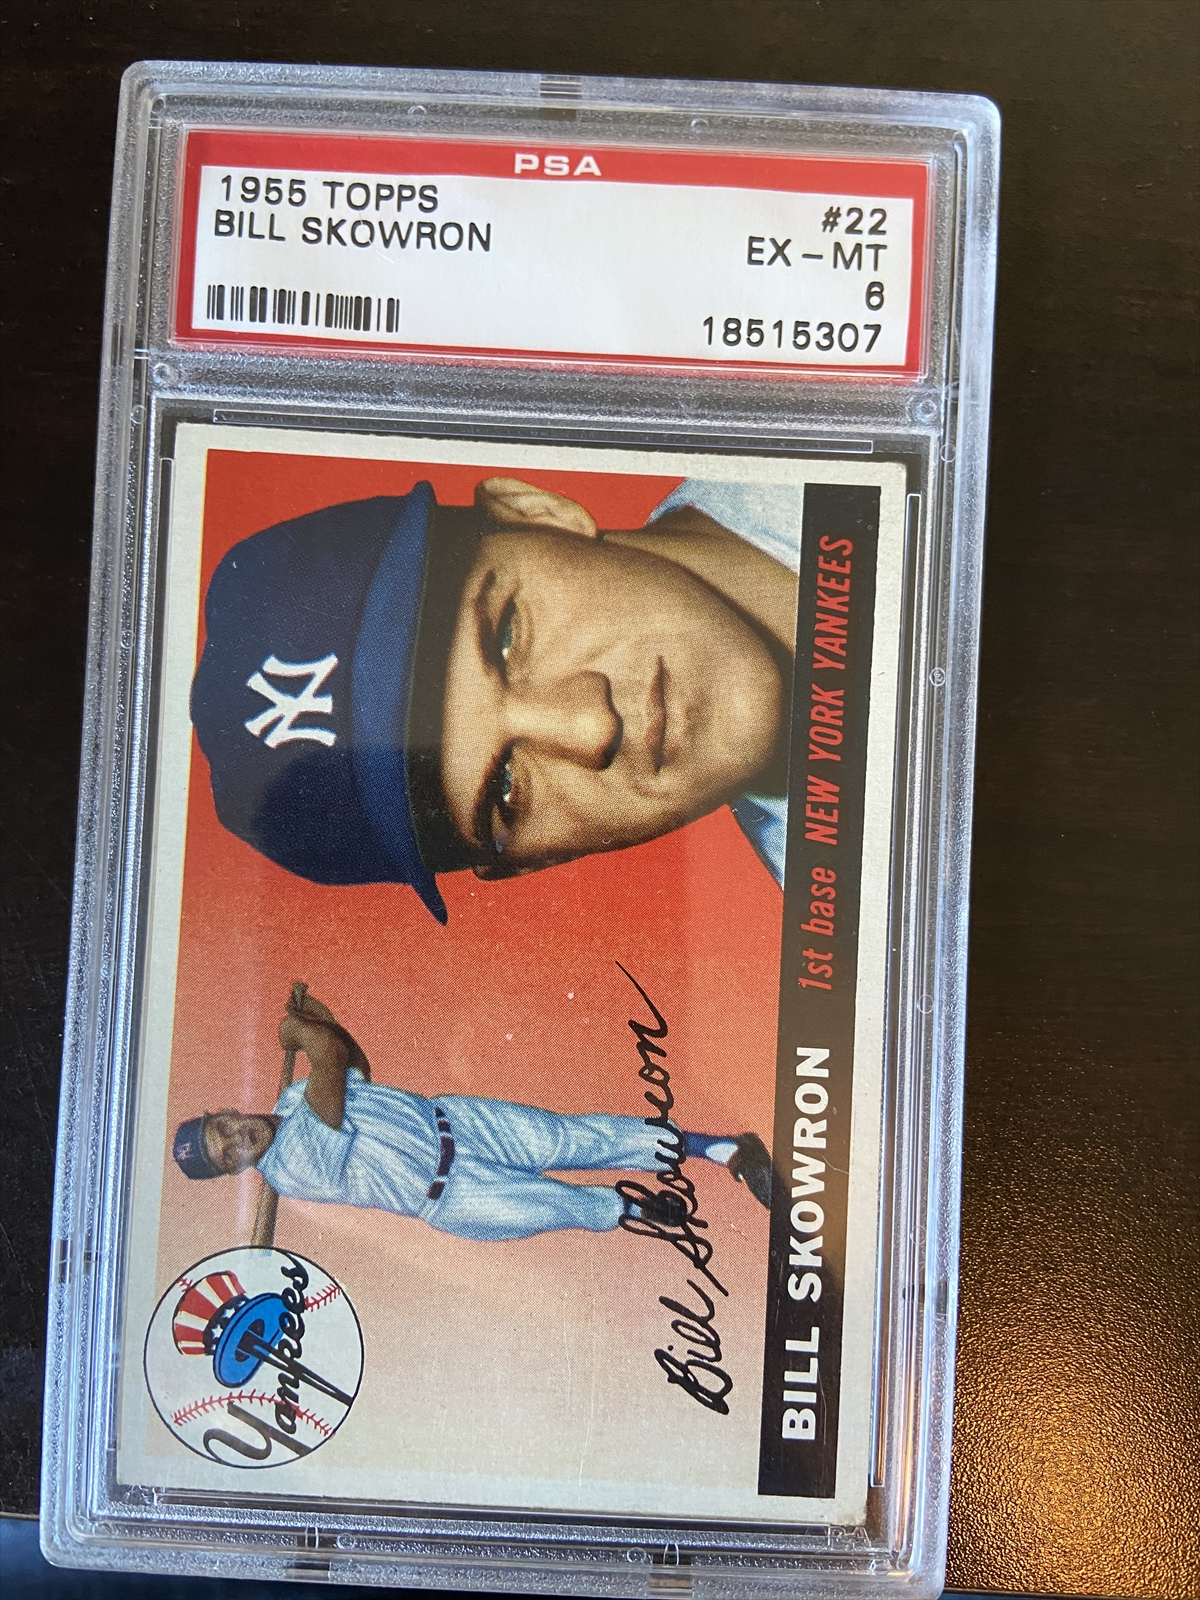 PSA
1955 TOPPS #22
BILL SKOWRON EX - MT
6
18515307
NY
NY
Yankees
Bill Skowron
BILL SKOWRON 1st base NEW YORK YANKEES